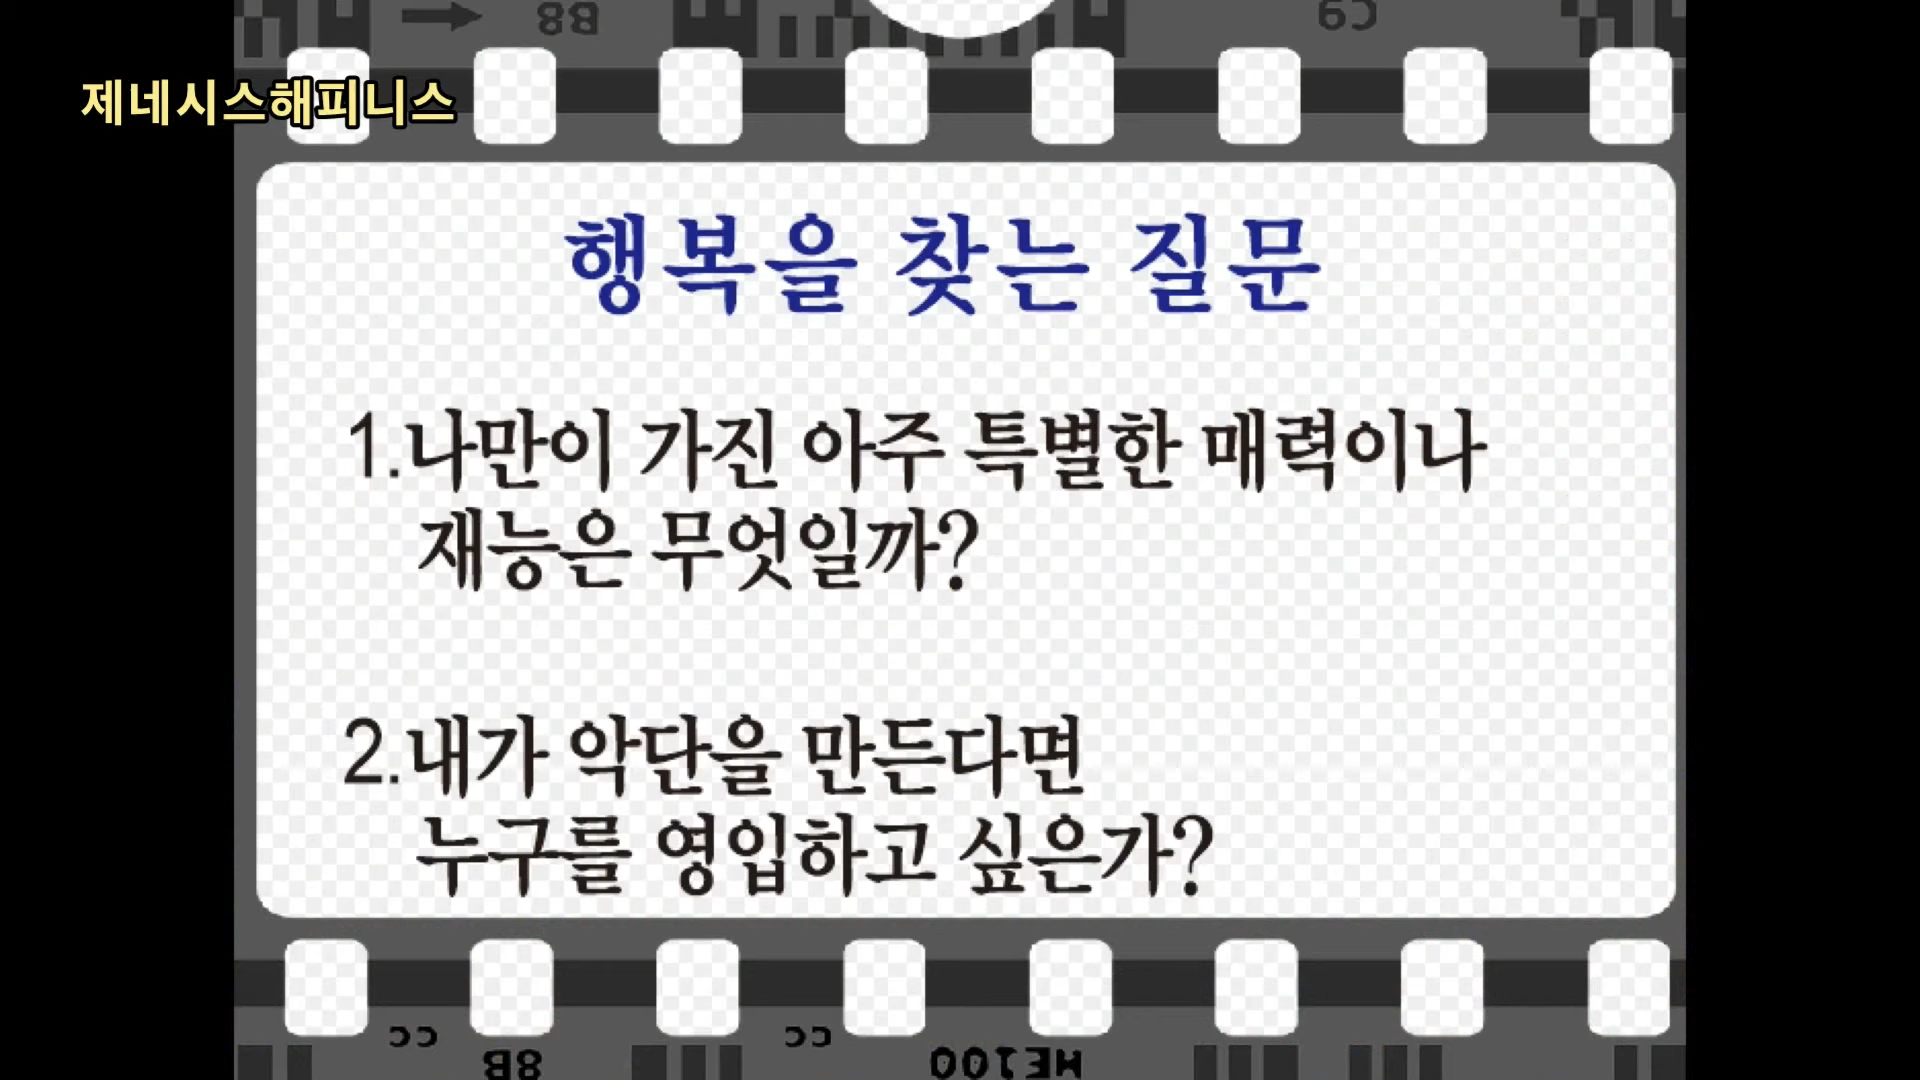 제네시스해피니스
행복을 찾는 질문
1.나만이 가진 아주 특별한 매력이나
재능은 무엇일까?
2.내가 악단을 만든다면
누구를 영입하고 싶은가?